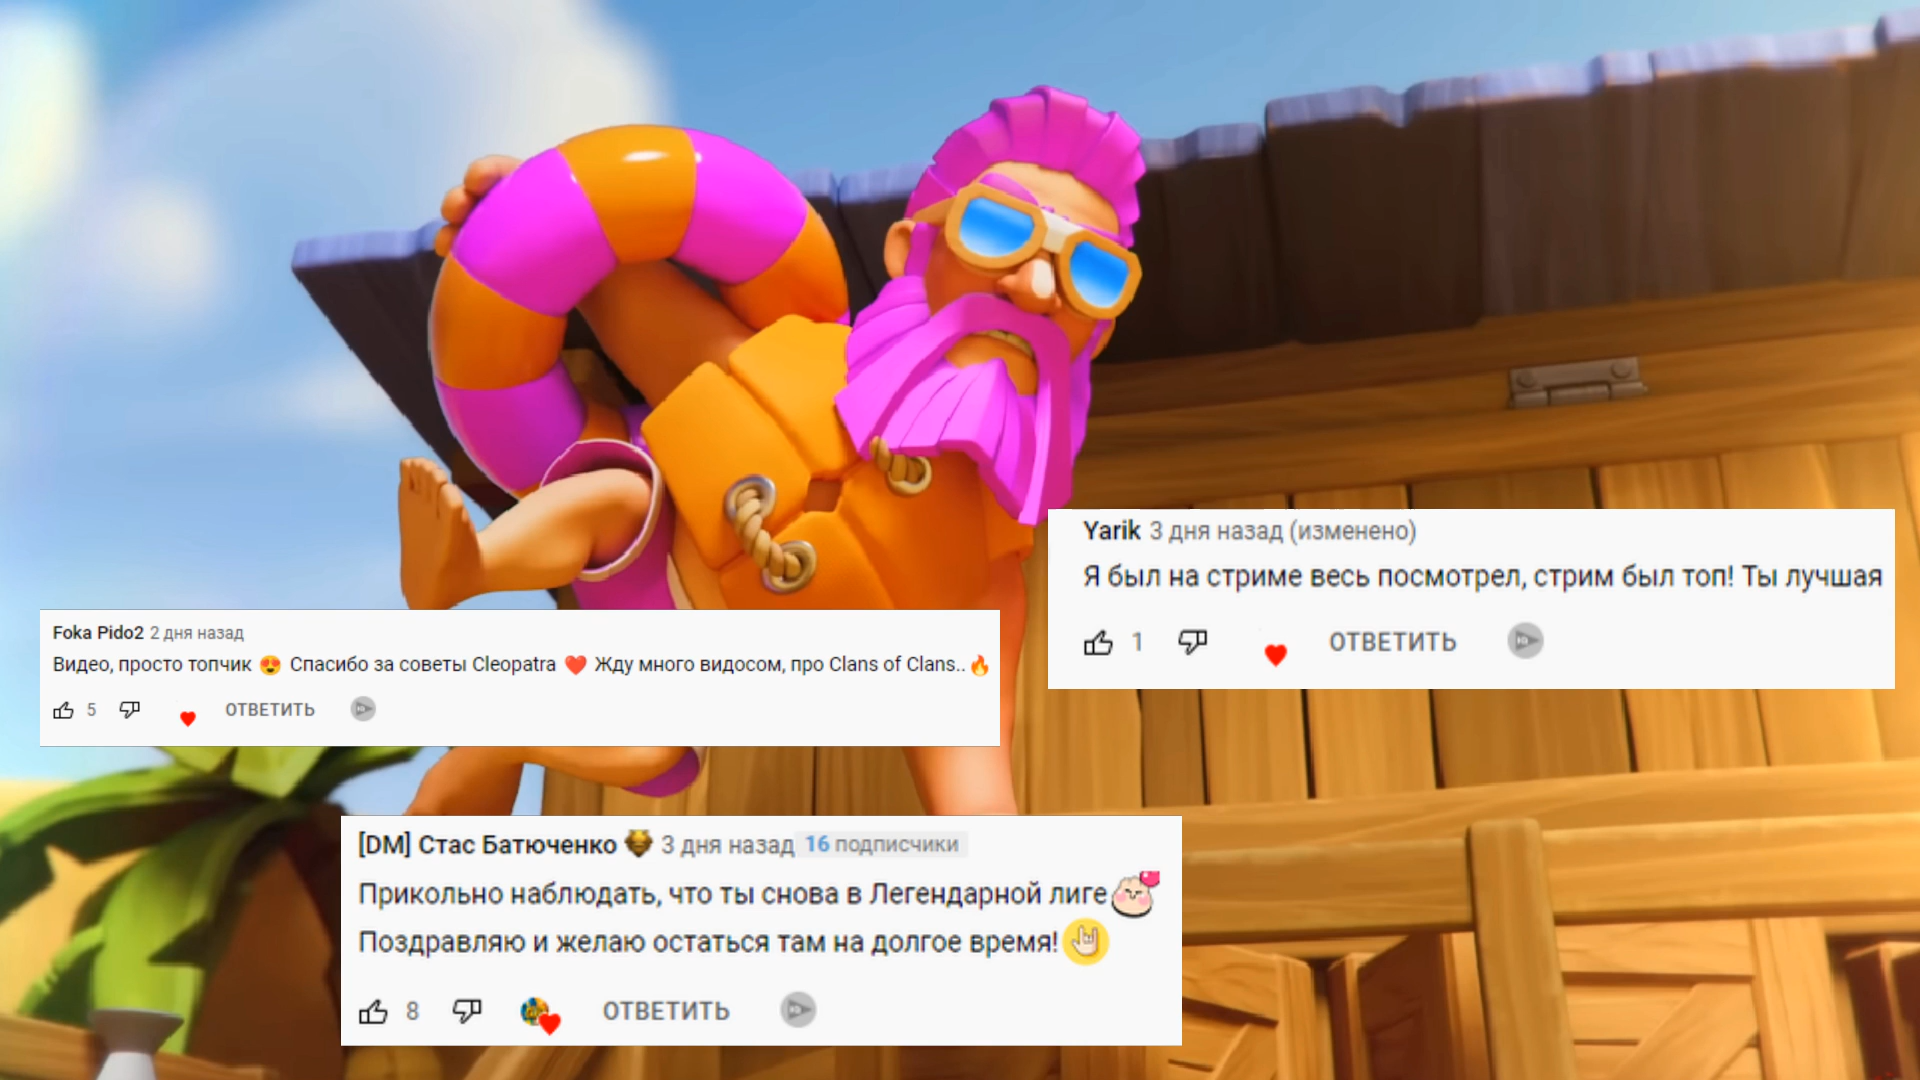 Yarik 3 дня назад (изменено)
Я был на стриме весь посмотрел, стрим был топ! Ты лучшая
1 ОТВЕТИТЬ
Foka Pido2 2 дня назад
Видео, просто топчик 😍 Спасибо за советы Cleopatra ❤️ Жду много видосом, про Clans of Clans..🔥
5 ОТВЕТИТЬ
[DM] Стас Батюченко 3 дня назад 16 подписчики
Прикольно наблюдать, что ты снова в Легендарной лиге
Поздравляю и желаю остаться там на долгое время!
8 ОТВЕТИТЬ